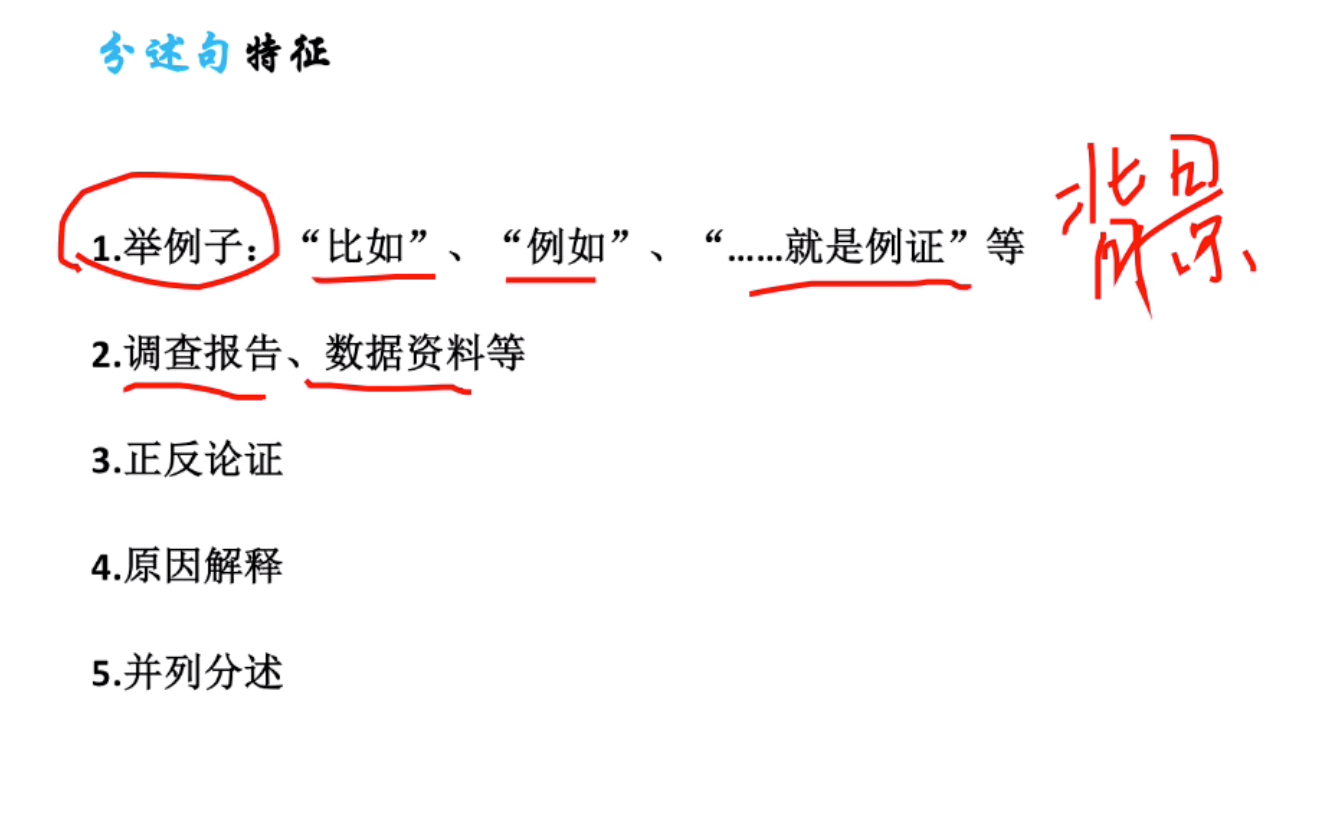 分述句特征
1.举例子：“比如”、“例如”、“……就是例证”等
背景
2.调查报告、数据资料等
3.正反论证
4.原因解释
5.并列分述